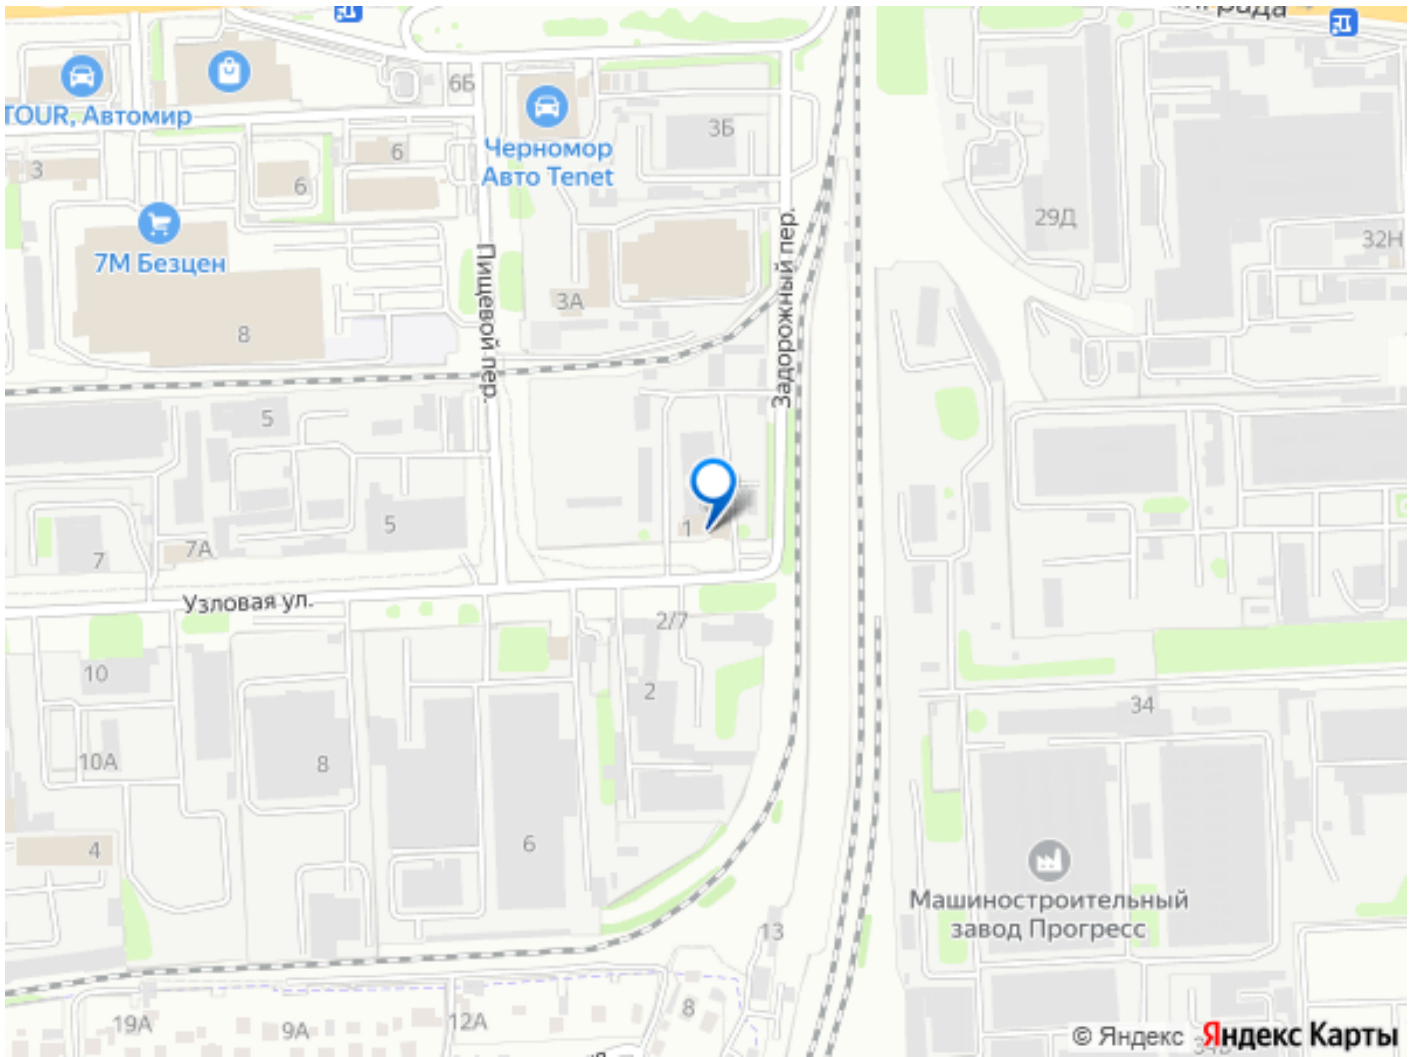 града
TOUR, Автомир
6Б
Черномор
Авто Tenet
3Б
3
6
6
29Д
32Н
7М Безцен
Пищевой пер.
Задорожный пер.
3А
8
5
5
1
7А
7
Узловая ул.
2/7
10
2
34
10А
8
6
4
Машиностроительный
завод Прогресс
13
19А
9А
12А
8
© Яндекс Яндекс Карты